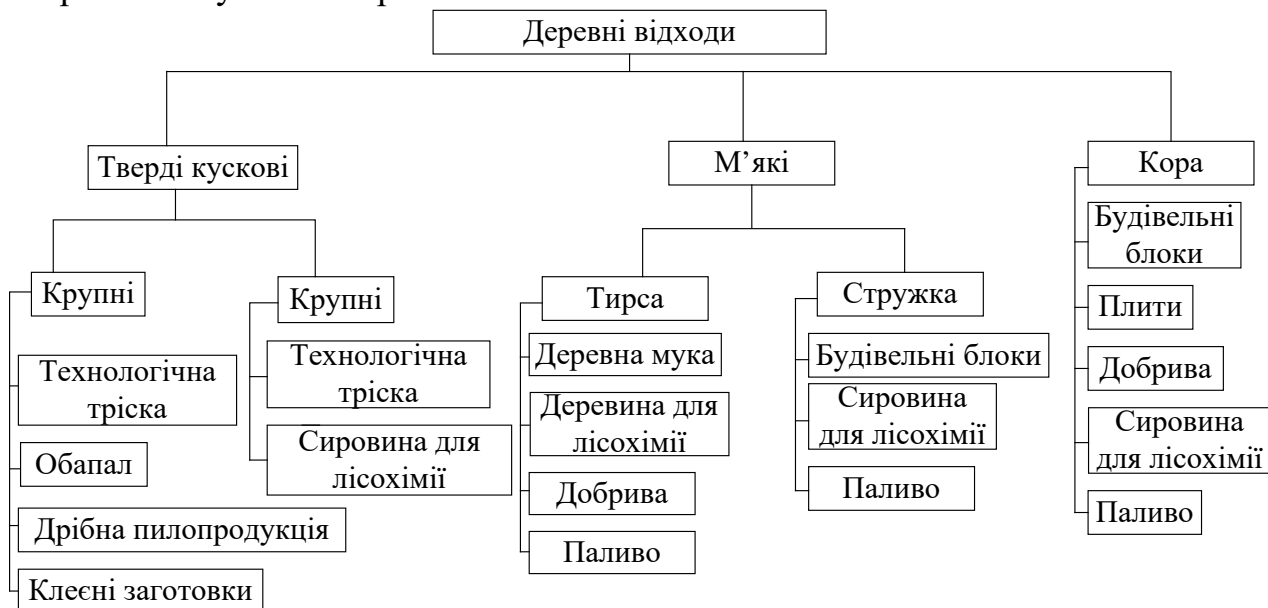 Деревні відходи
Тверді кускові
М’які
Кора
Крупні
Технологічна
тріска
Обапал
Дрібна пилопродукція
Клеєні заготовки
Крупні
Технологічна
тріска
Сировина для
лісохімії
Тирса
Деревна мука
Деревина для
лісохімії
Добрива
Паливо
Стружка
Будівельні блоки
Сировина
для лісохімії
Паливо
Будівельні
блоки
Плити
Добрива
Сировина
для лісохімії
Паливо